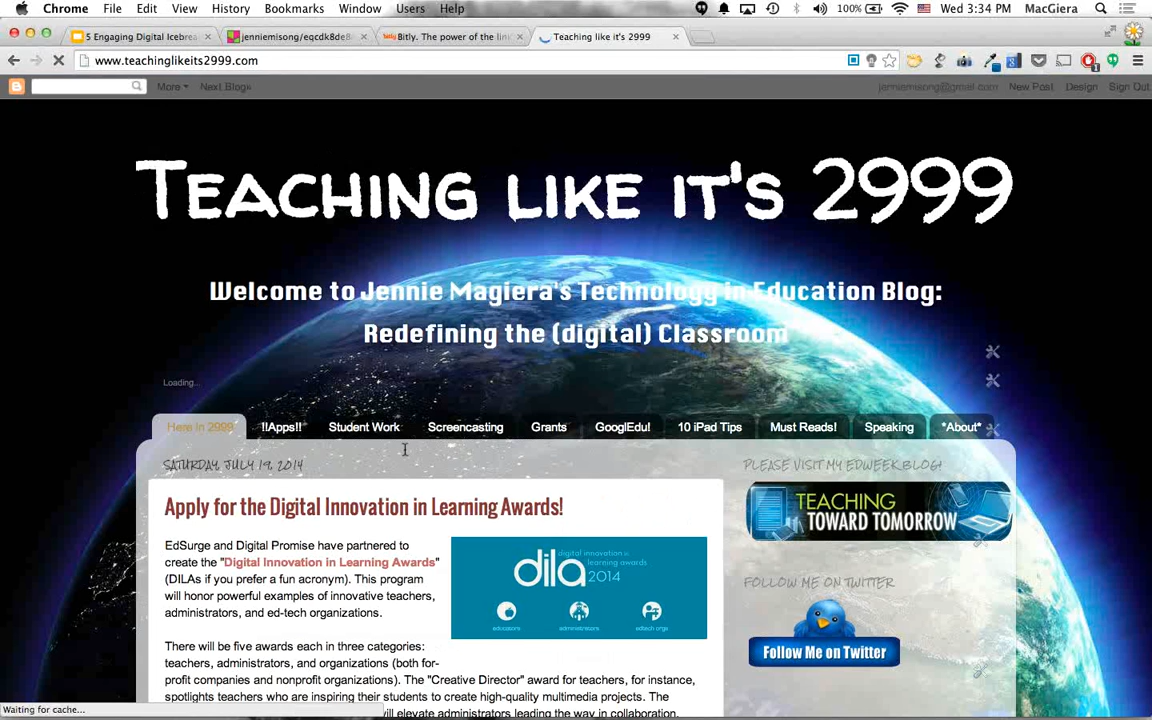 Chrome File Edit View History Bookmarks Window Users Help 100% Wed 3:34 PM MacGiera
5 Engaging Digital Icebrea
jenniemisong/eqcdk8de8
Bitly. The power of the lin
Teaching like it's 2999
www.teachinglikeits2999.com
More Next Blog» jenniemisong@gmail.com New Post Design Sign Out
TEACHING LIKE IT'S 2999
Welcome to Jennie Magiera's Technology in Education Blog:
Redefining the (digital) Classroom
Loading...
Here in 2999 !!Apps!! Student Work Screencasting Grants GooglEdu! 10 iPad Tips Must Reads! Speaking *About*
SATURDAY, JULY 19, 2014
Apply for the Digital Innovation in Learning Awards!
EdSurge and Digital Promise have partnered to
create the "Digital Innovation in Learning Awards"
(DILAs if you prefer a fun acronym). This program
will honor powerful examples of innovative teachers,
administrators, and ed-tech organizations.
dila digital innovation in
learning awards
2014
educators administrators edtech orgs
There will be five awards each in three categories:
teachers, administrators, and organizations (both for-
profit companies and nonprofit organizations). The "Creative Director" award for teachers, for instance,
spotlights teachers who are inspiring their students to create high-quality multimedia projects. The
will elevate administrators leading the way in collaboration.
PLEASE VISIT MY EDWEEK BLOG!
TEACHING
TOWARD TOMORROW
FOLLOW ME ON TWITTER
Follow Me on Twitter
Waiting for cache...